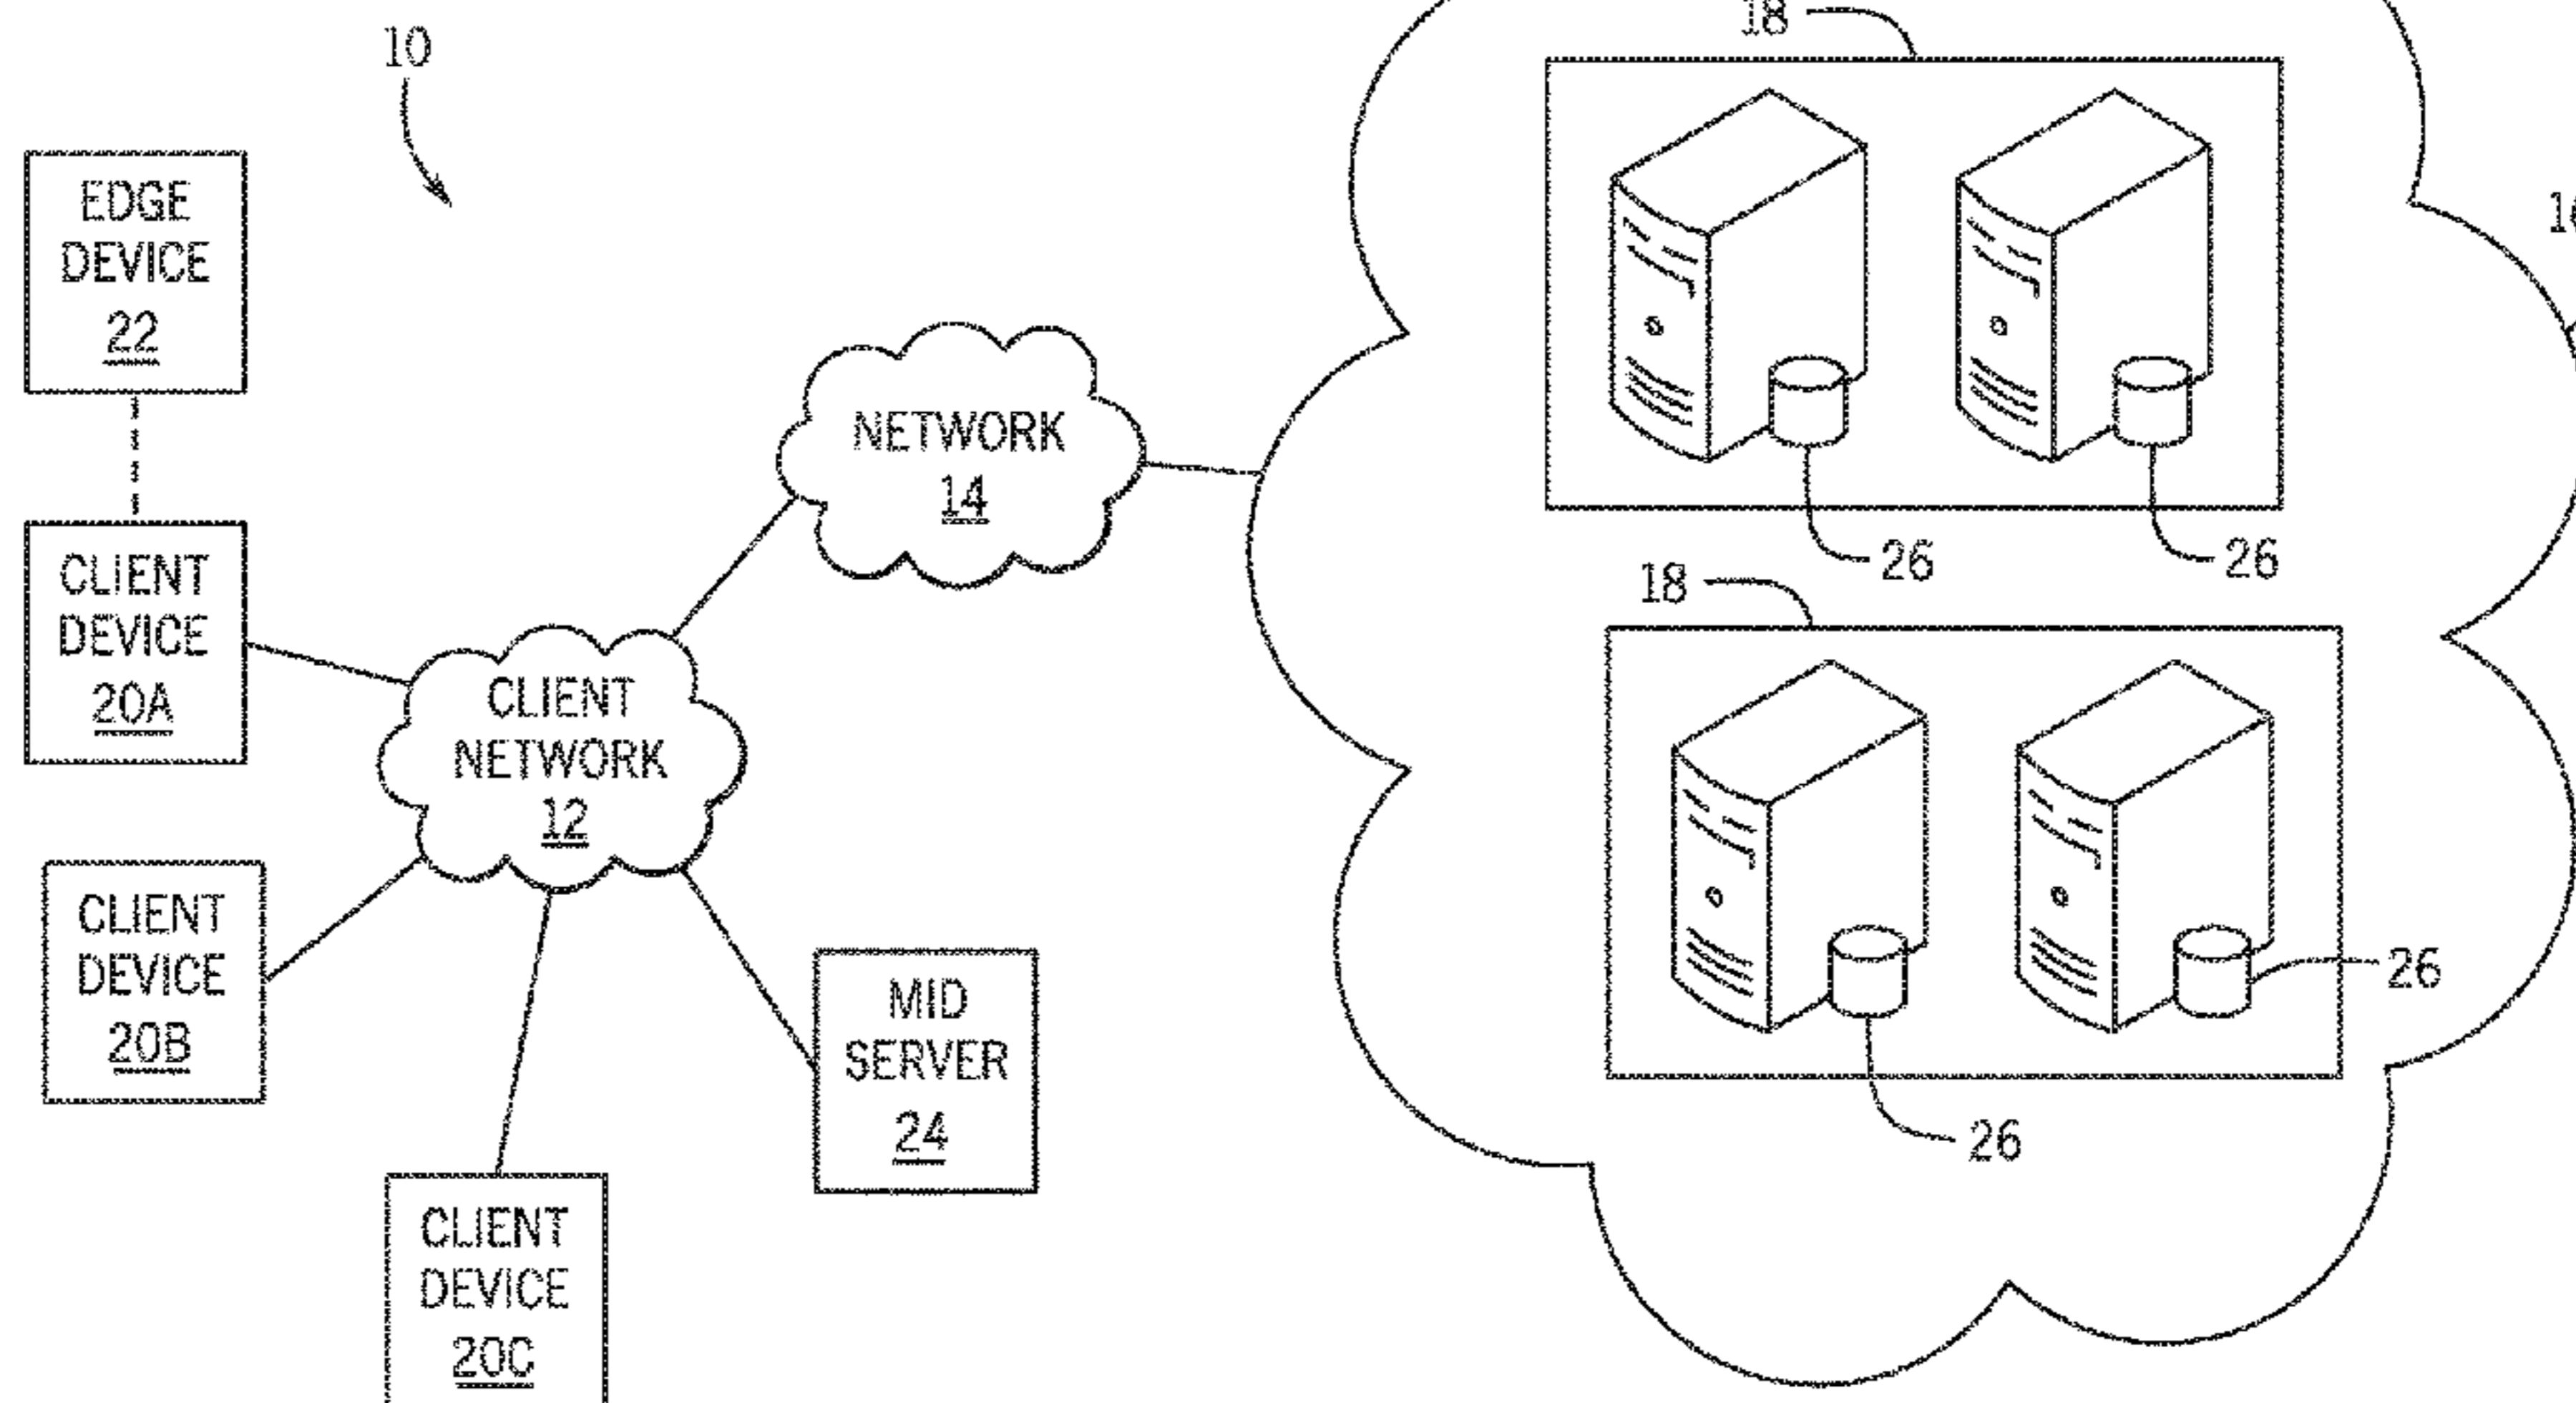 10
18
EDGE
DEVICE
22
NETWORK
14
26
26
CLIENT
DEVICE
20A
18
CLIENT
NETWORK
12
CLIENT
DEVICE
20B
MID
SERVER
24
26
26
CLIENT
DEVICE
20C